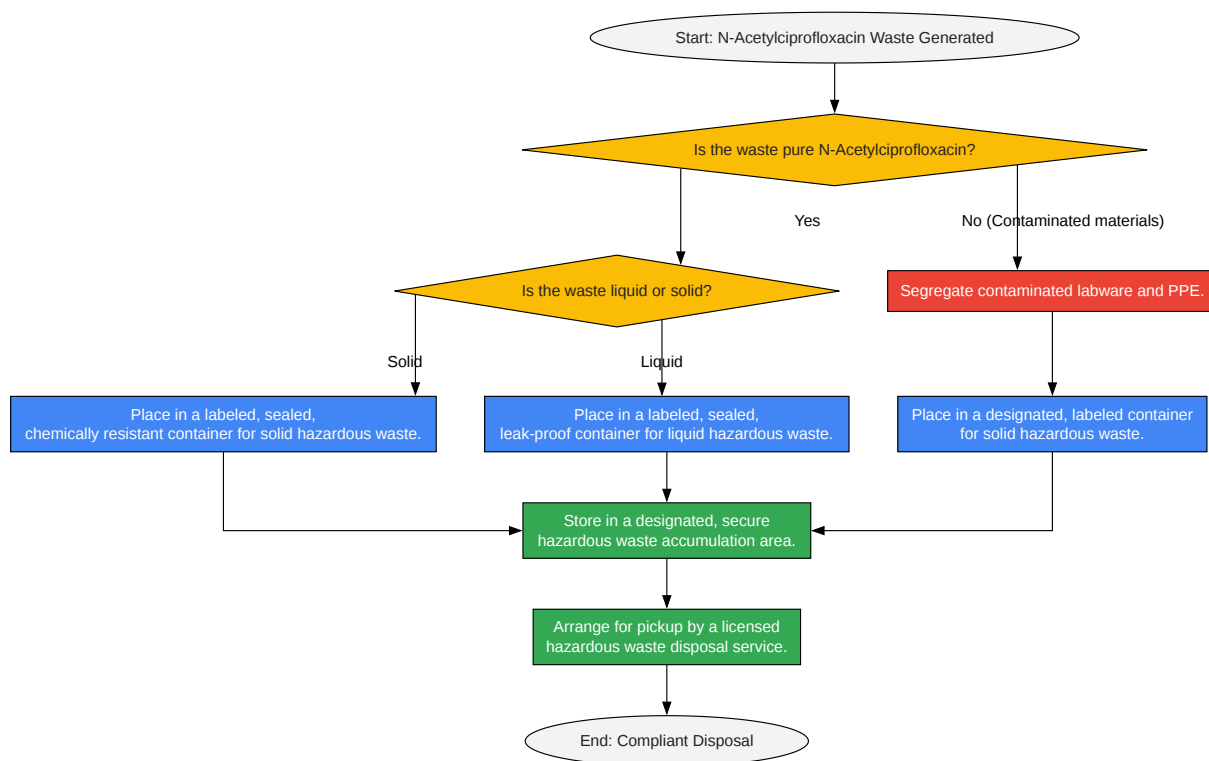 Start: N-Acetylciprofloxacin Waste Generated
Is the waste pure N-Acetylciprofloxacin?
Yes
No (Contaminated materials)
Is the waste liquid or solid?
Segregate contaminated labware and PPE.
Solid
Liquid
Place in a labeled, sealed,
chemically resistant container for solid hazardous waste.
Place in a labeled, sealed,
leak-proof container for liquid hazardous waste.
Place in a designated, labeled container
for solid hazardous waste.
Store in a designated, secure
hazardous waste accumulation area.
Arrange for pickup by a licensed
hazardous waste disposal service.
End: Compliant Disposal